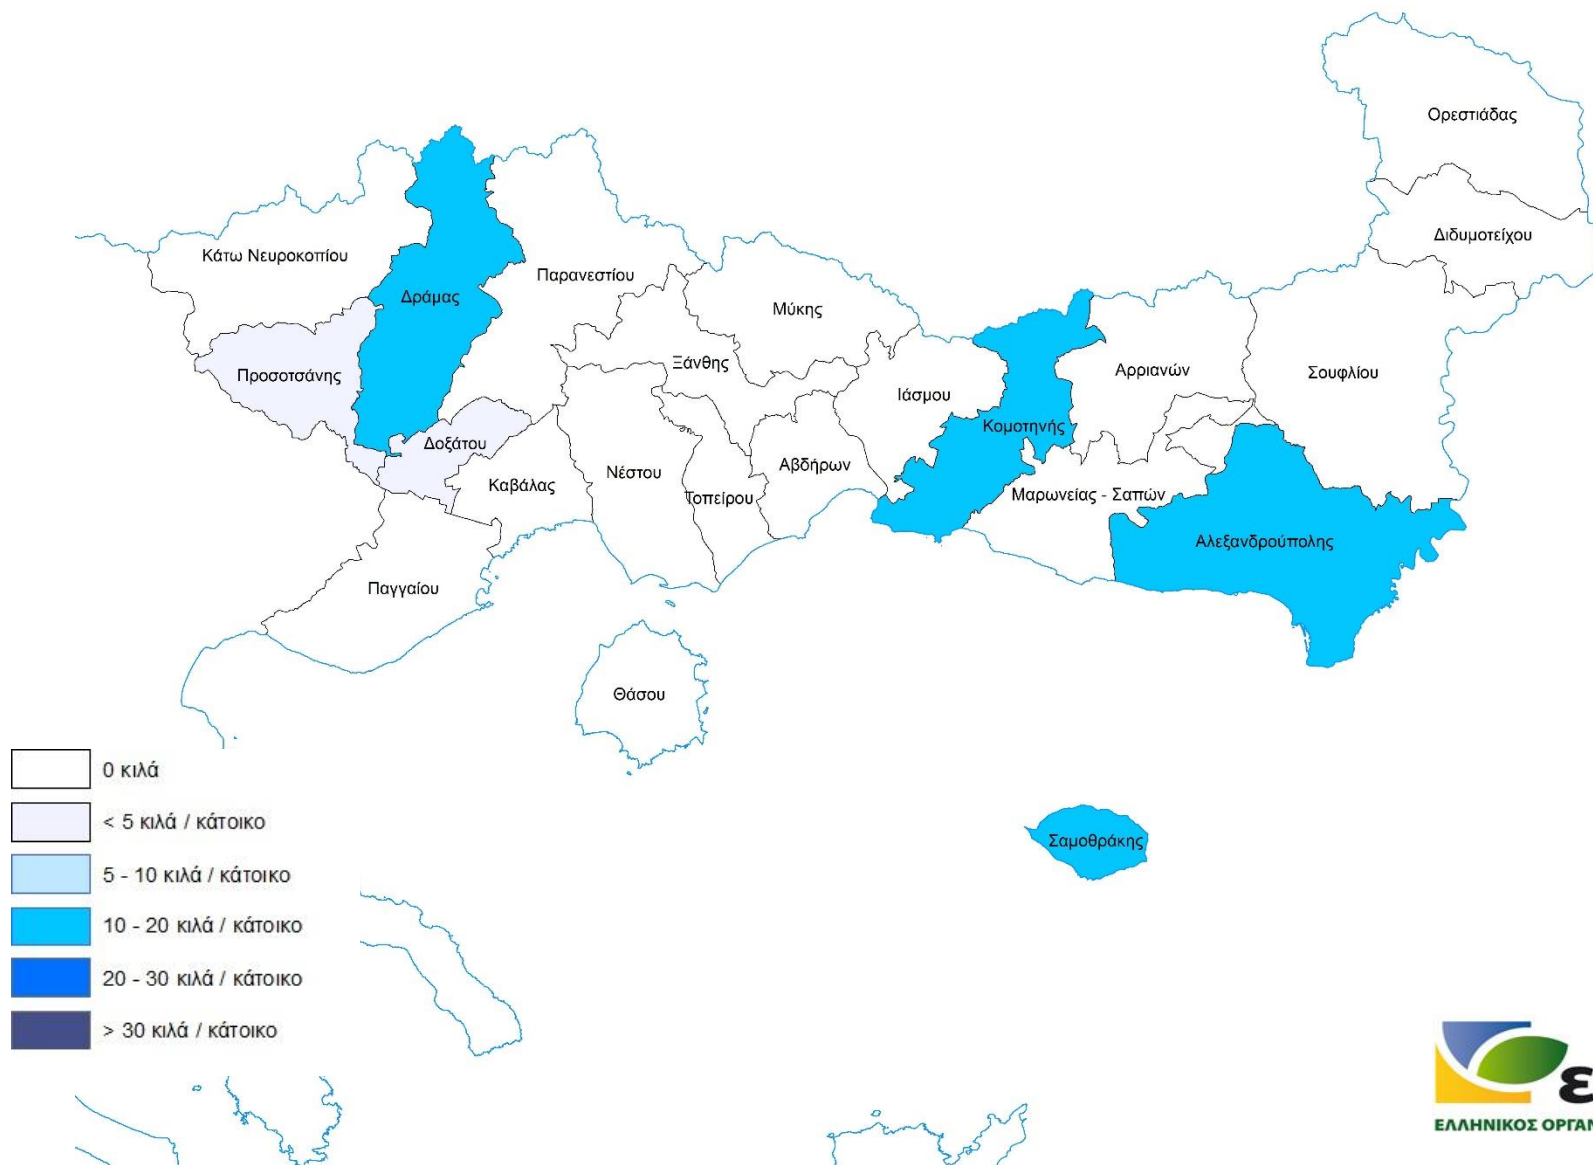 Ορεστιάδας
Διδυμοτείχου
Κάτω Νευροκοπίου
Παρανεστίου
Δράμας
Μύκης
Ξάνθης
Προσοτσάνης
Αρριανών
Σουφλίου
Ιάσμου
Κομοτηνής
Δοξάτου
Καβάλας
Νέστου
Τοπείρου
Αβδήρων
Μαρωνείας - Σαπών
Αλεξανδρούπολης
Παγγαίου
Θάσου
Σαμοθράκης
0 κιλά
< 5 κιλά / κάτοικο
5 - 10 κιλά / κάτοικο
10 - 20 κιλά / κάτοικο
20 - 30 κιλά / κάτοικο
> 30 κιλά / κάτοικο
ε
ΕΛΛΗΝΙΚΟΣ ΟΡΓΑΝ